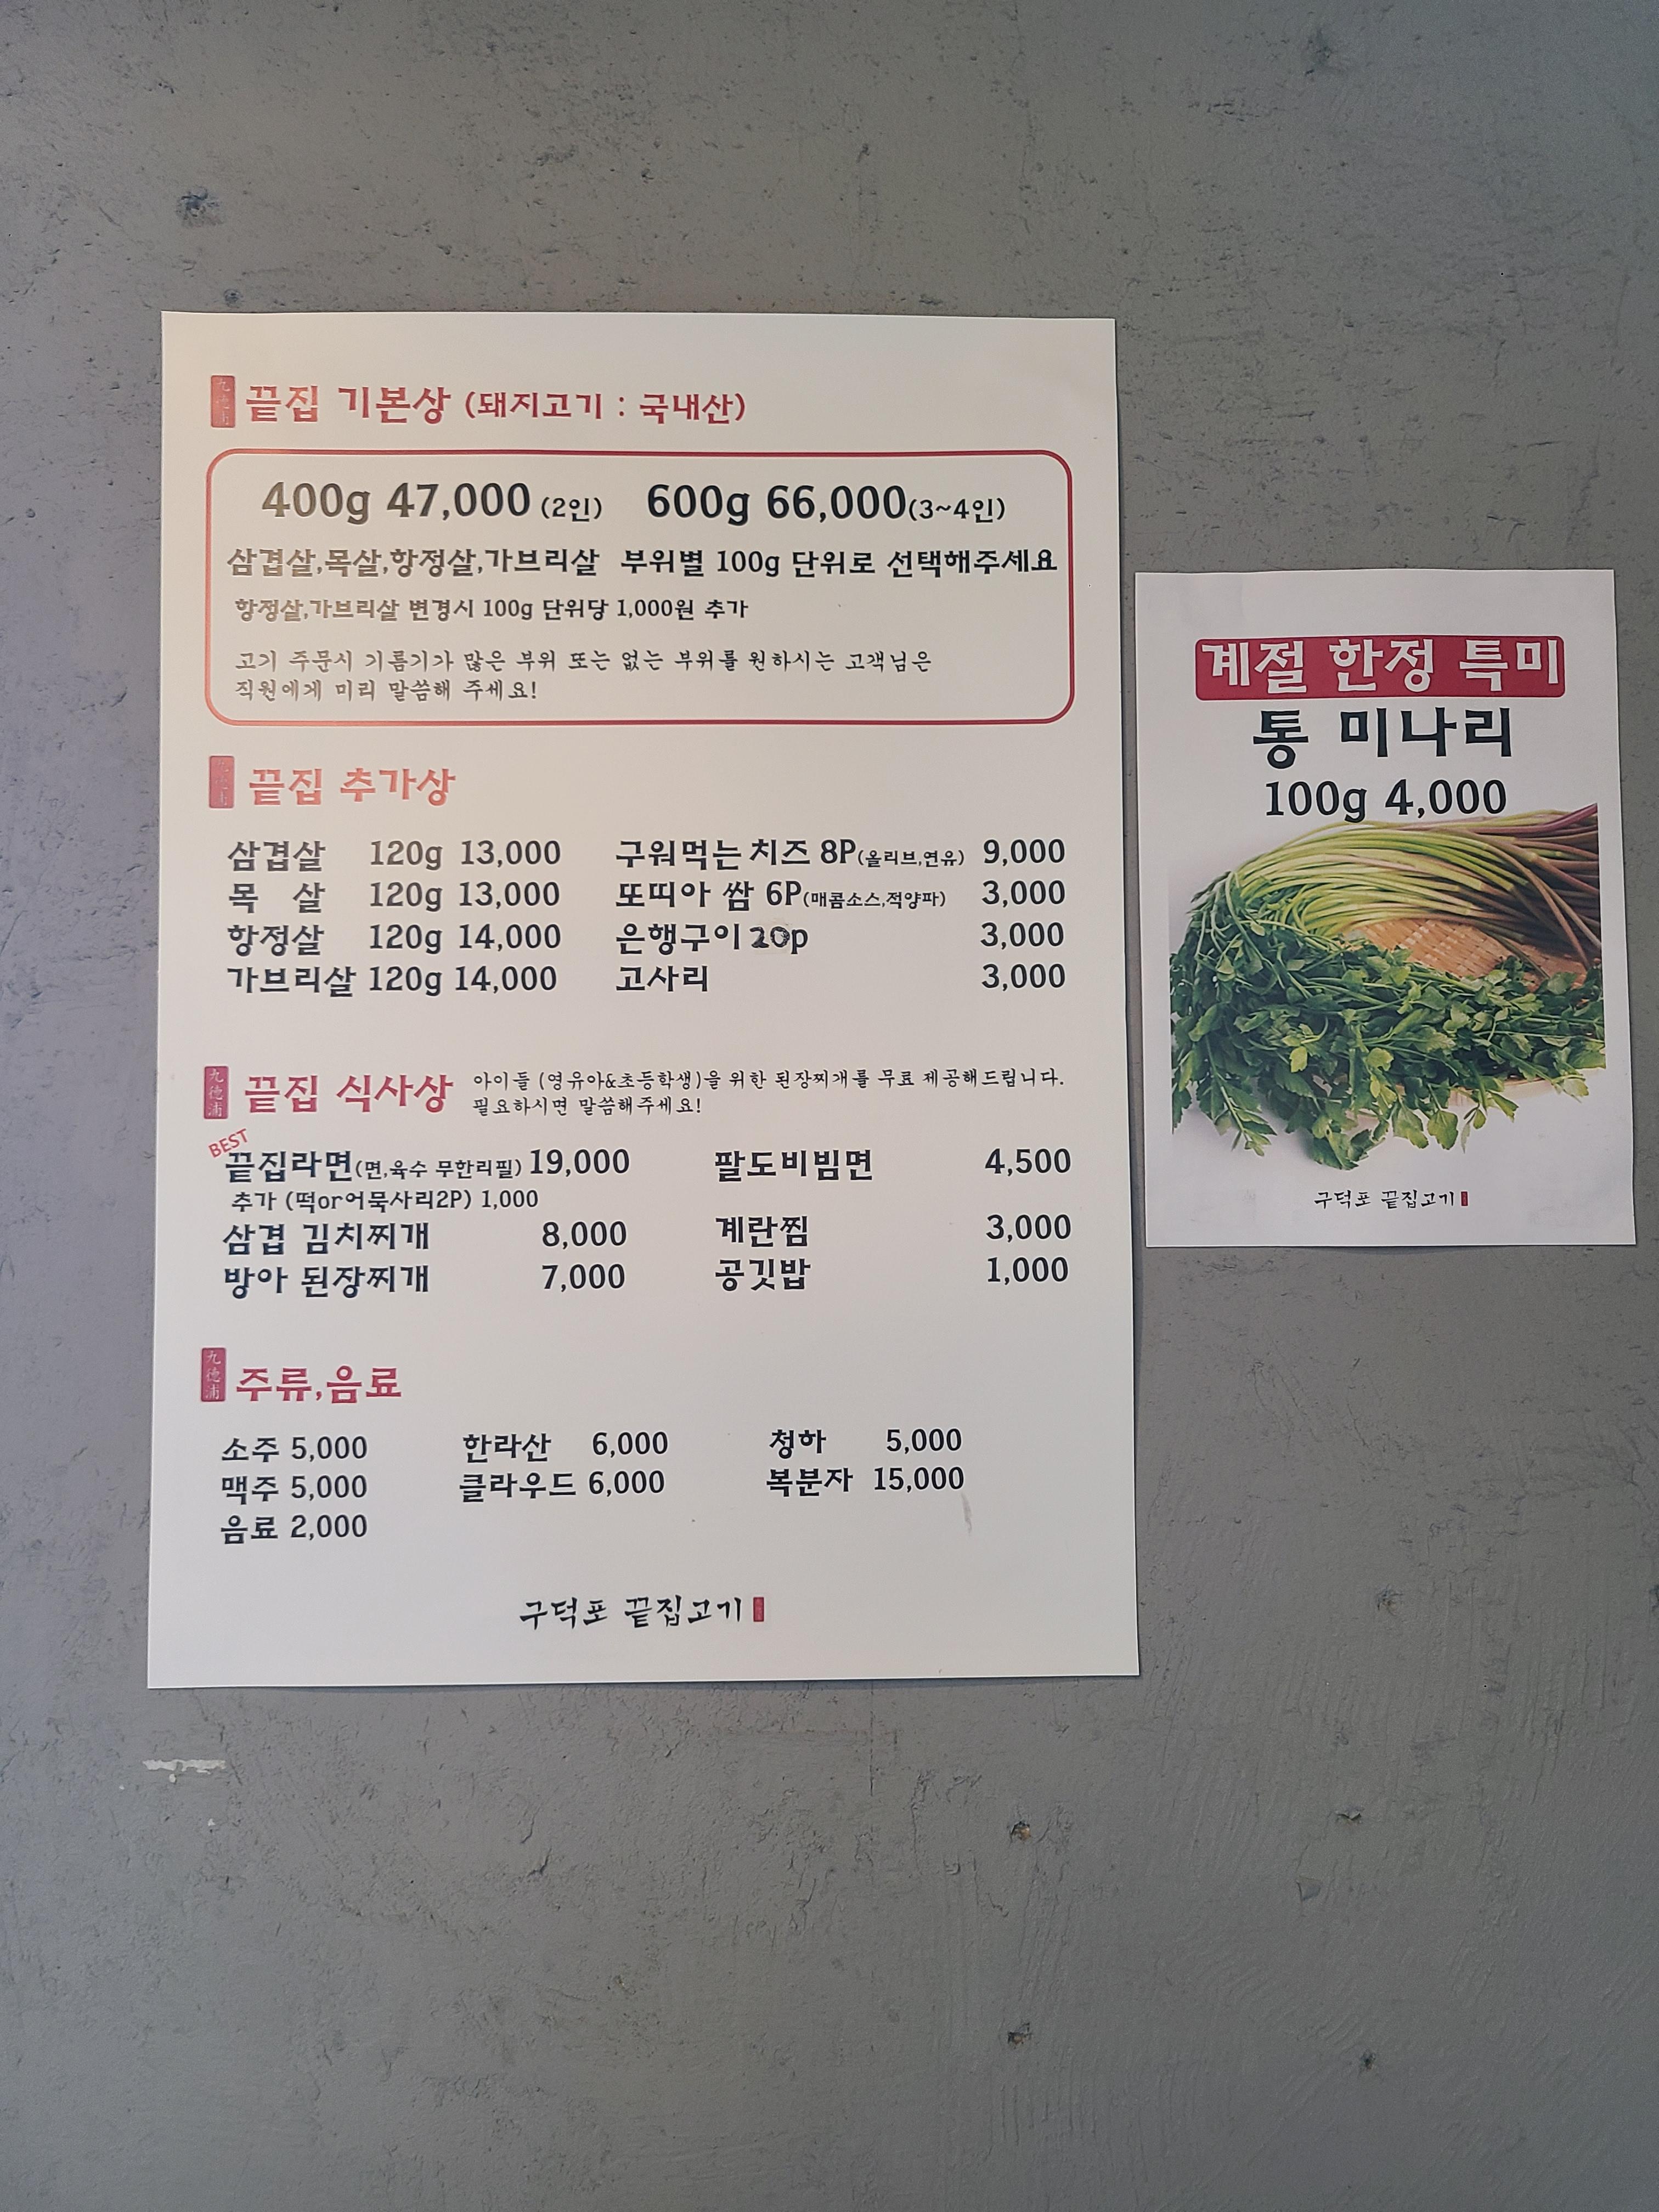 끝집 기본상 (돼지고기 : 국내산)
400g 47,000 (2인) 600g 66,000(3~4인)
삼겹살,목살,항정살,가브리살 부위별 100g 단위로 선택해주세요
항정살,가브리살 변경시 100g 단위당 1,000원 추가
고기 주문시 기름기가 많은 부위 또는 없는 부위를 원하시는 고객님은
직원에게 미리 말씀해 주세요!
끝집 추가상
삼겹살 120g 13,000 구워먹는 치즈 8P(올리브,연유) 9,000
목 살 120g 13,000 또띠아 쌈 6P(매콤소스,적양파) 3,000
항정살 120g 14,000 은행구이 20p 3,000
가브리살 120g 14,000 고사리 3,000
九德浦
끝집 식사상 아이들 (영유아&초등학생)을 위한 된장찌개를 무료 제공해드립니다.
필요하시면 말씀해주세요!
BEST
끝집라면(면,육수 무한리필) 19,000 팔도비빔면 4,500
추가 (떡or어묵사리2P) 1,000
삼겹 김치찌개 8,000 계란찜 3,000
방아 된장찌개 7,000 공깃밥 1,000
九德浦
주류,음료
소주 5,000 한라산 6,000 청하 5,000
맥주 5,000 클라우드 6,000 복분자 15,000
음료 2,000
구덕포 끝집고기
계절 한정 특미
통 미나리
100g 4,000
구덕포 끝집고기